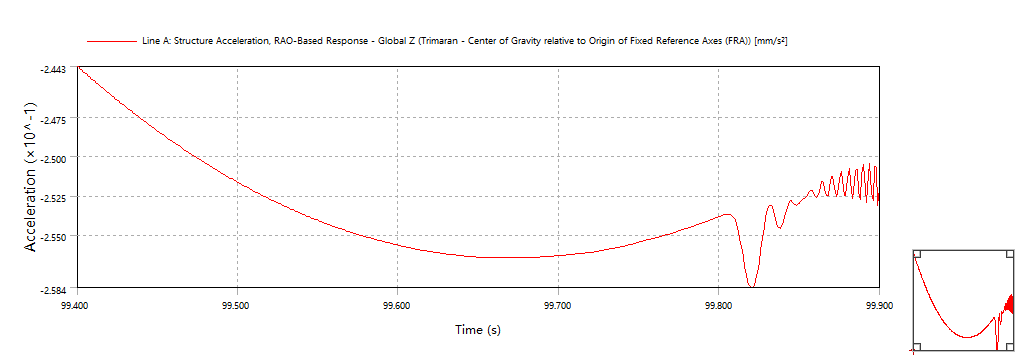 Line A: Structure Acceleration, RAO-Based Response - Global Z (Trimaran - Center of Gravity relative to Origin of Fixed Reference Axes (FRA)) [mm/s²]
Acceleration (×10^-1)
-2.443
-2.475
-2.500
-2.525
-2.550
-2.584
99.400 99.500 99.600 99.700 99.800 99.900
Time (s)